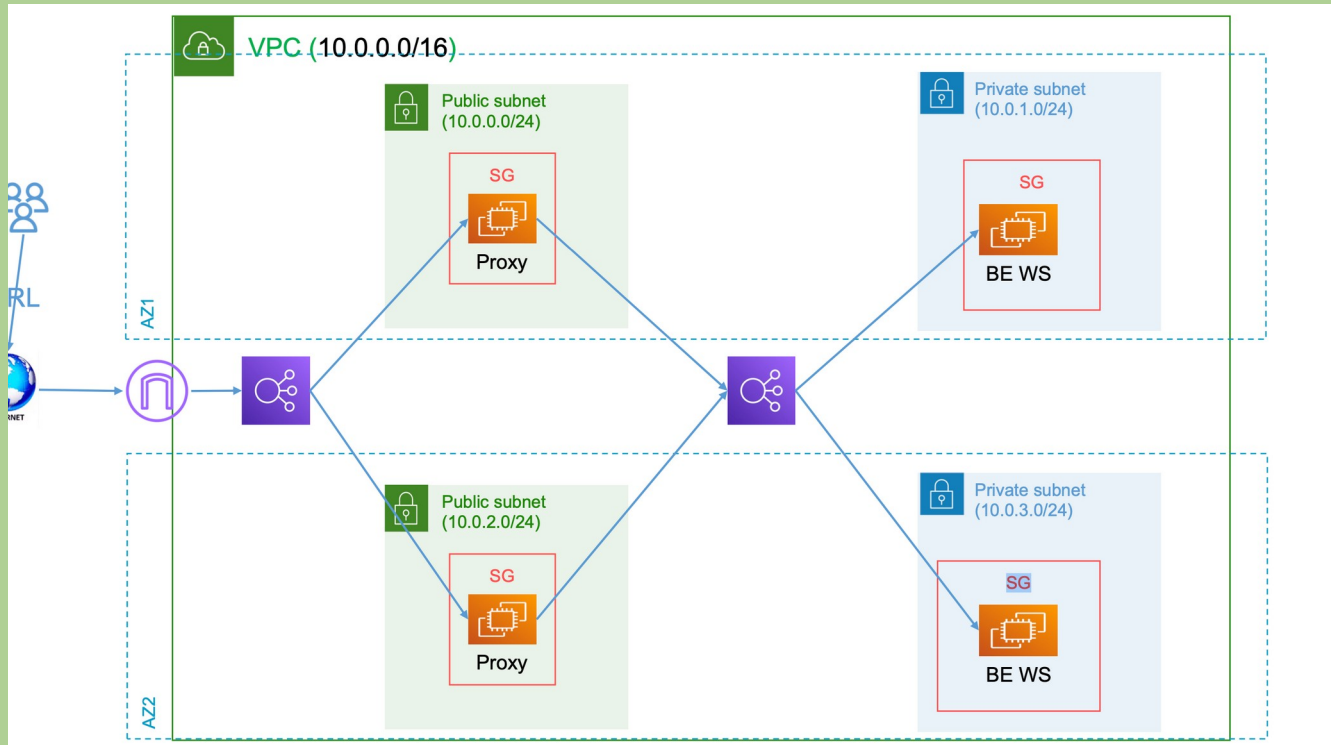 VPC (10.0.0.0/16)
Public subnet
(10.0.0.0/24)
SG
Proxy
Private subnet
(10.0.1.0/24)
SG
BE WS
AZ1
RL
RNET
Public subnet
(10.0.2.0/24)
SG
Proxy
Private subnet
(10.0.3.0/24)
SG
BE WS
AZ2